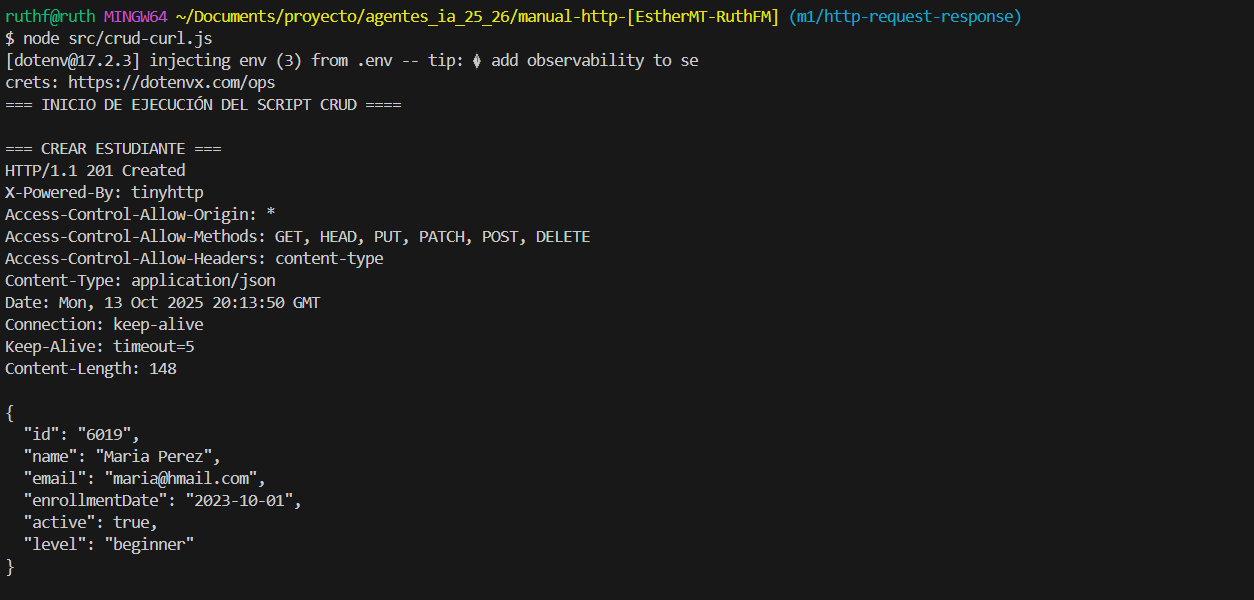 ruthf@ruth MINGW64 ~/Documents/proyecto/agentes_ia_25_26/manual-http-[EstherMT-RuthFM] (m1/http-request-response)
$ node src/crud-curl.js
[dotenv@17.2.3] injecting env (3) from .env -- tip: ⧫ add observability to se
crets: https://dotenvx.com/ops
=== INICIO DE EJECUCIÓN DEL SCRIPT CRUD ====
=== CREAR ESTUDIANTE ===
HTTP/1.1 201 Created
X-Powered-By: tinyhttp
Access-Control-Allow-Origin: *
Access-Control-Allow-Methods: GET, HEAD, PUT, PATCH, POST, DELETE
Access-Control-Allow-Headers: content-type
Content-Type: application/json
Date: Mon, 13 Oct 2025 20:13:50 GMT
Connection: keep-alive
Keep-Alive: timeout=5
Content-Length: 148
{
  "id": "6019",
  "name": "Maria Perez",
  "email": "maria@hmail.com",
  "enrollmentDate": "2023-10-01",
  "active": true,
  "level": "beginner"
}